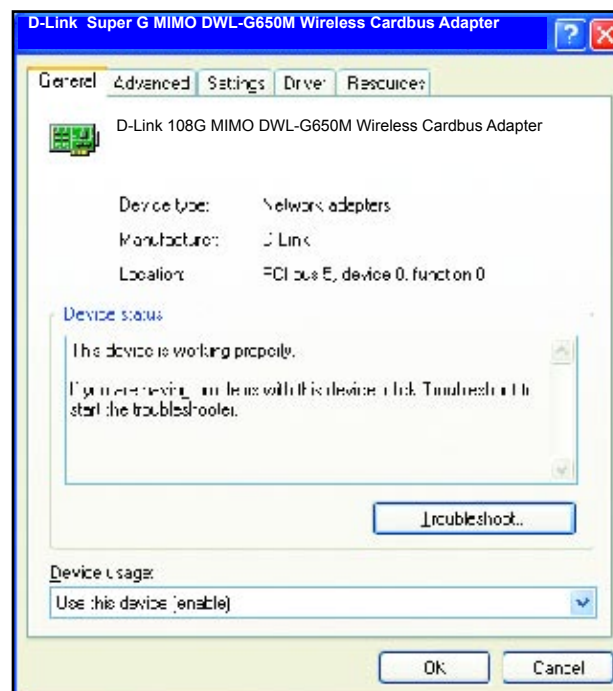 D-Link Super G MIMO DWL-G650M Wireless Cardbus Adapter
General Advanced Settings Driver Resources
D-Link 108G MIMO DWL-G650M Wireless Cardbus Adapter
Device type: Network adapters
Manufacturer: D-Link
Location: PCI bus 5, device 0, function 0
Device status
This device is working properly.
If you are having problems with this device, click Troubleshoot to
start the troubleshooter.
Troubleshoot...
Device usage:
Use this device (enable)
OK Cancel